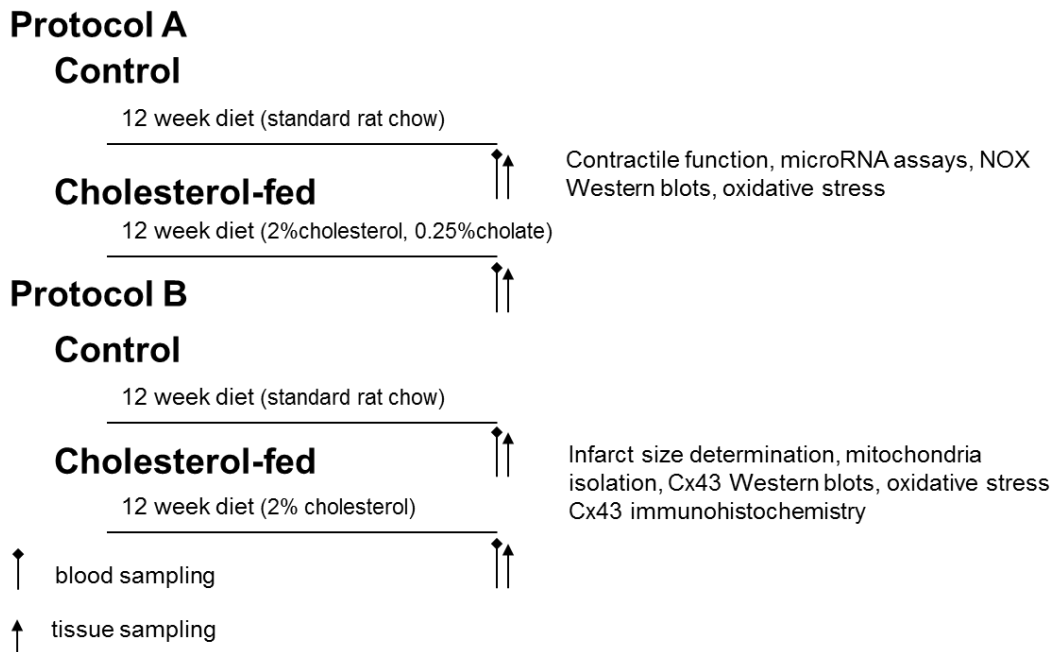 Protocol A
Control
12 week diet (standard rat chow)
Contractile function, microRNA assays, NOX
Western blots, oxidative stress
Cholesterol-fed
12 week diet (2%cholesterol, 0.25%cholate)
Protocol B
Control
12 week diet (standard rat chow)
Infarct size determination, mitochondria
isolation, Cx43 Western blots, oxidative stress
Cx43 immunohistochemistry
Cholesterol-fed
12 week diet (2% cholesterol)
blood sampling
tissue sampling